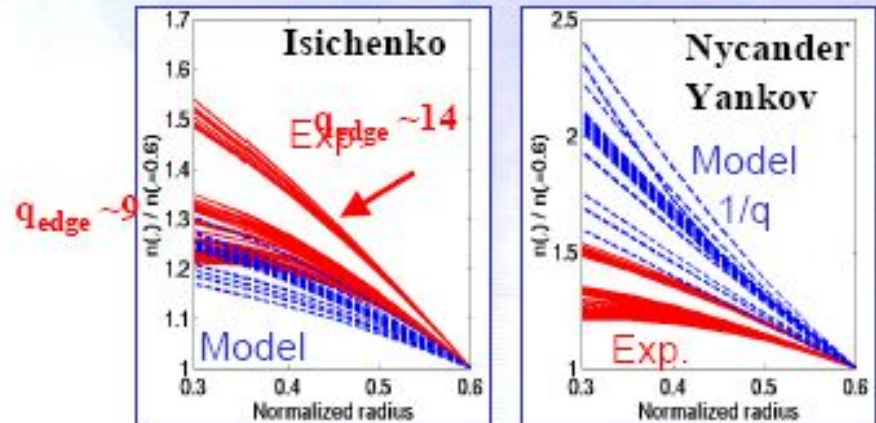 Isichenko
1.7
1.6
1.5
1.4
1.3
1.2
1.1
1
0.3
0.4
0.5
0.6
n(.) / n(.=0.6)
Normalized radius
Exp.
q edge ~14
q edge ~9
Model
Nycander
Yankov
2.5
2
1.5
1
0.3
0.4
0.5
0.6
n(.) / n(.=0.6)
Normalized radius
Model
1/q
Exp.